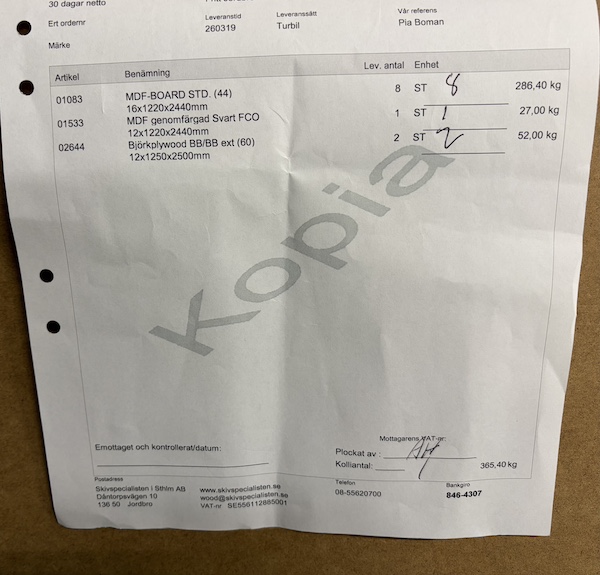 30 dagar netto
Ert ordernr
Leveranstid
260319
Leveranssätt
Turbil
Vår referens
Pia Boman
Märke
Artikel Benämning Lev. antal Enhet
01083 MDF-BOARD STD. (44) 8 ST 8 286,40 kg
16x1220x2440mm
01533 MDF genomfärgad Svart FCO 1 ST 1 27,00 kg
12x1220x2440mm
02644 Björkplywood BB/BB ext (60) 2 ST 2 52,00 kg
12x1250x2500mm
Kopia
Mottagarens VAT-nr:
Emottaget och kontrollerat/datum:
Plockat av :
Kolliantal: 365,40 kg
Postadress
Skivspecialisten i Sthlm AB
Dåntorpsvägen 10
136 50 Jordbro
www.skivspecialisten.se
wood@skivspecialisten.se
VAT-nr SE556112885001
Telefon
08-55620700
Bankgiro
846-4307